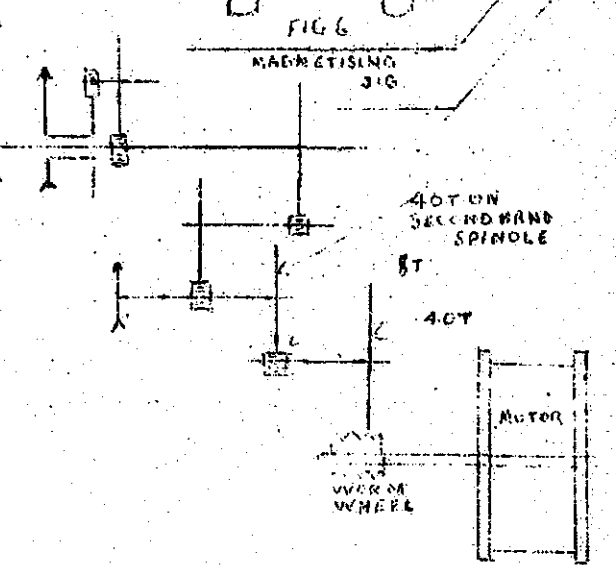 FIG 6
MAGNETISING
JIG
40T ON
SECOND HAND
SPINDLE
8T
40T
MOTOR
WORM
WHEEL